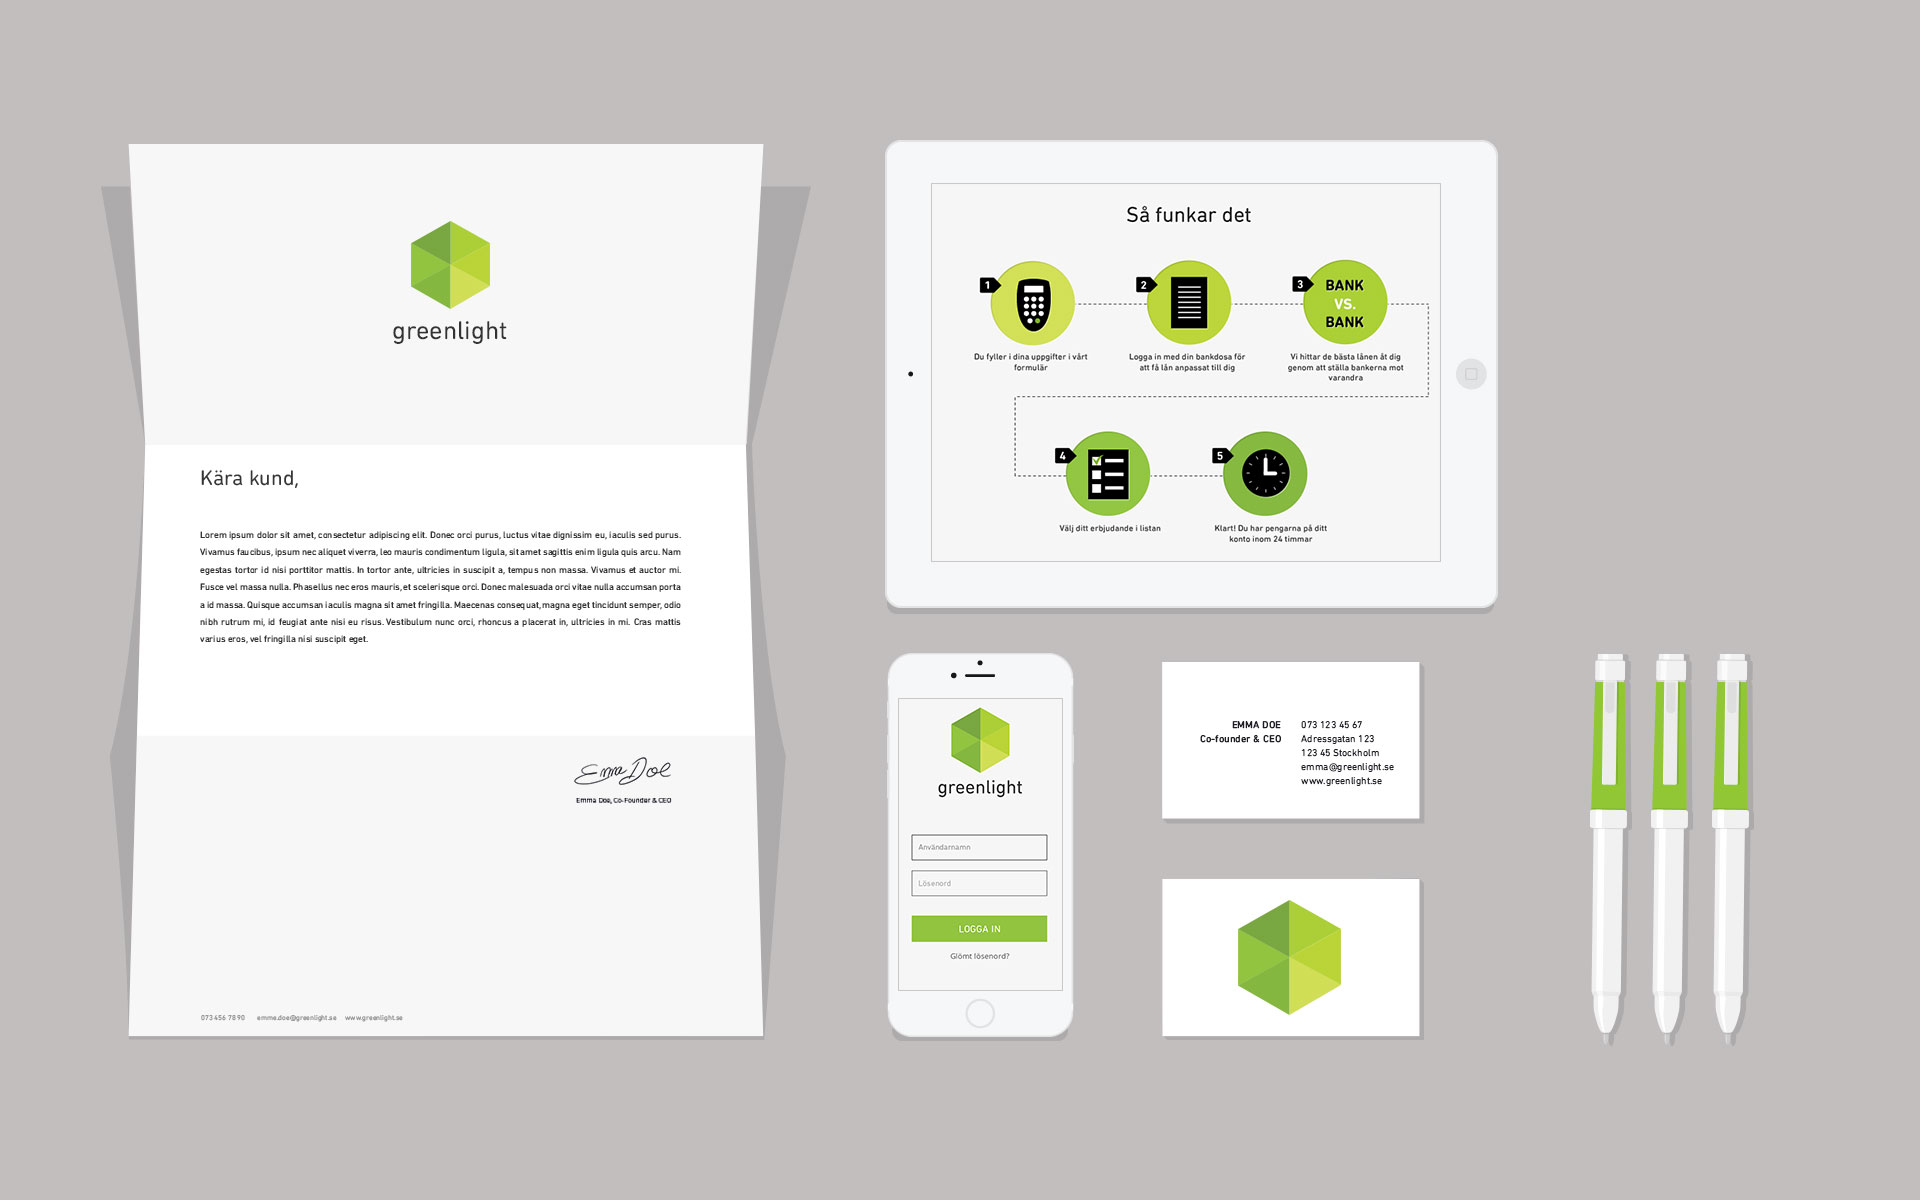 greenlight
Kära kund,
Lorem ipsum dolor sit amet, consectetur adipiscing elit. Donec orci purus, luctus vitae dignissim eu, iaculis sed purus.
Vivamus faucibus, ipsum nec aliquet viverra, leo mauris condimentum ligula, sit amet sagittis enim ligula quis arcu. Nam
egestas tortor id nisi porttitor mattis. In tortor ante, ultricies in suscipit a, tempus non massa. Vivamus et auctor mi.
Fusce vel massa nulla. Phasellus nec eros mauris, et scelerisque orci. Donec malesuada orci vitae nulla accumsan porta
a id massa. Quisque accumsan iaculis magna sit amet fringilla. Maecenas consequat, magna eget tincidunt semper, odio
nibh rutrum mi, id feugiat ante nisi eu risus. Vestibulum nunc orci, rhoncus a placerat in, ultricies in mi. Cras mattis
varius eros, vel fringilla nisi suscipit eget.
Emma Doe
Emma Doe, Co-Founder & CEO
073 456 78 90 emme.doe@greenlight.se www.greenlight.se
Så funkar det
1
Du fyller i dina uppgifter i vårt
formulär
2
Logga in med din bankdosa för
att få lån anpassat till dig
3
BANK
VS.
BANK
Vi hittar de bästa lånen åt dig
genom att ställa bankerna mot
varandra
4
Välj ditt erbjudande i listan
5
Klart! Du har pengarna på ditt
konto inom 24 timmar
greenlight
Användarnamn
Lösenord
LOGGA IN
Glömt lösenord?
EMMA DOE
Co-founder & CEO
073 123 45 67
Adressgatan 123
123 45 Stockholm
emma@greenlight.se
www.greenlight.se